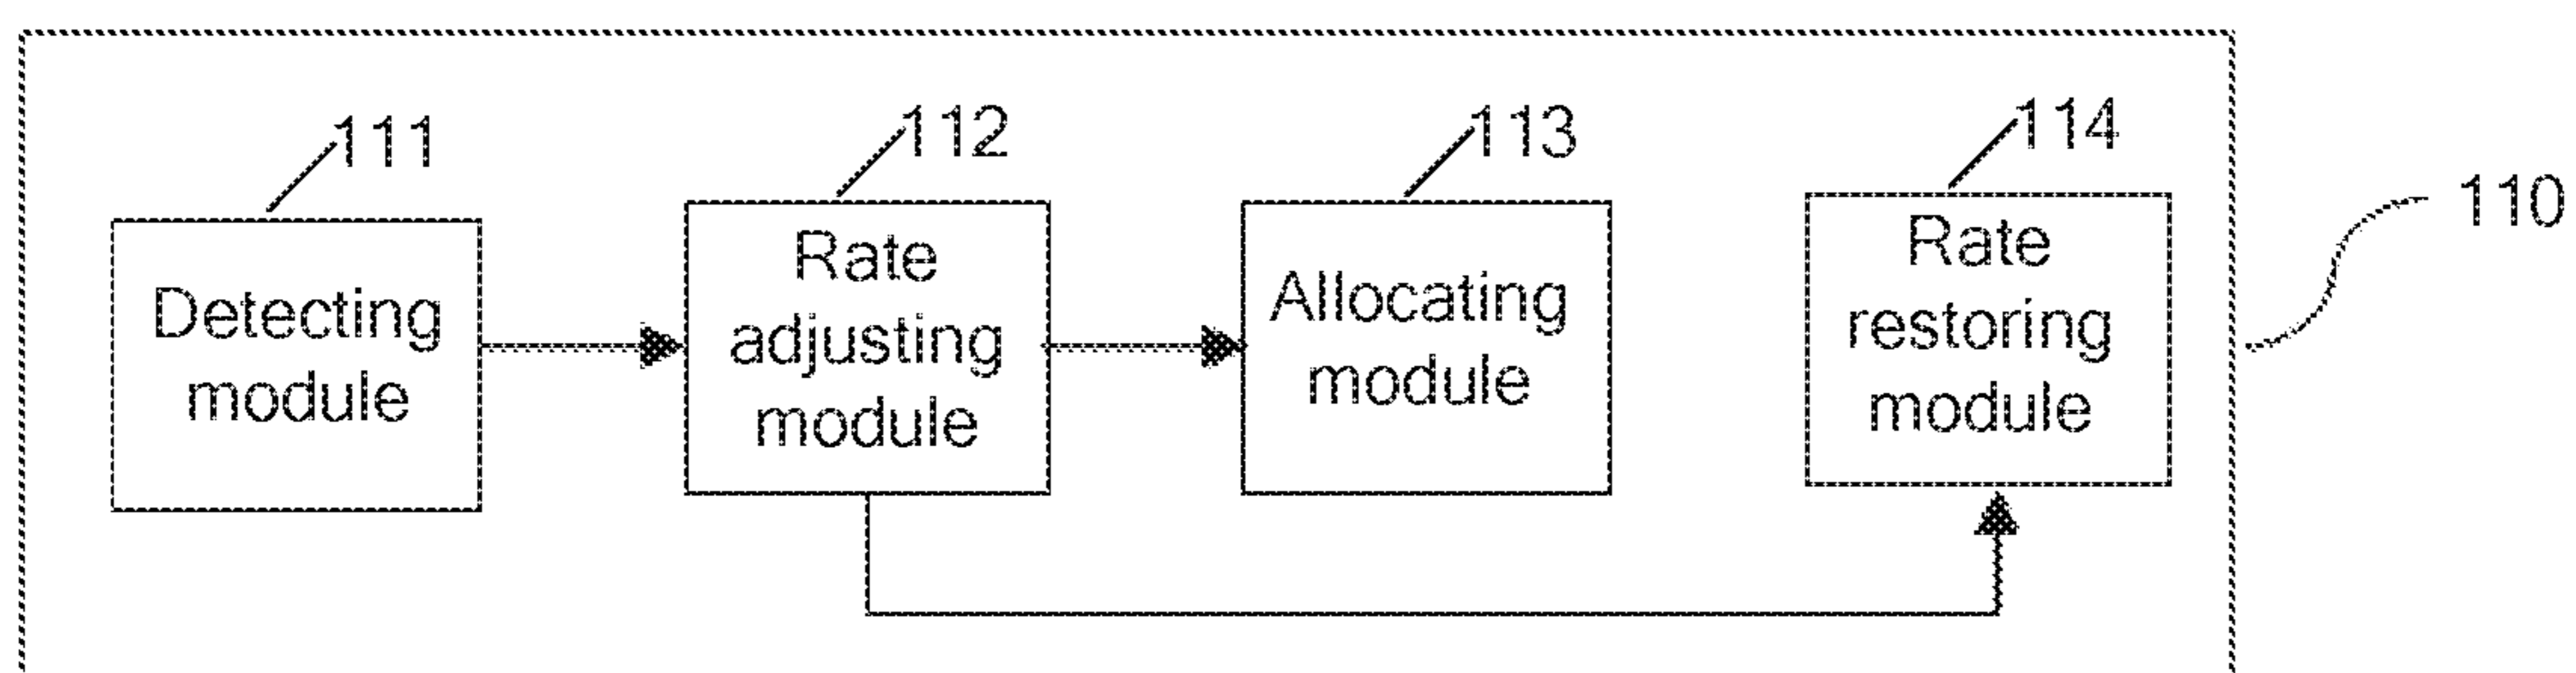 111
112
113
114
110
Detecting
module
Rate
adjusting
module
Allocating
module
Rate
restoring
module